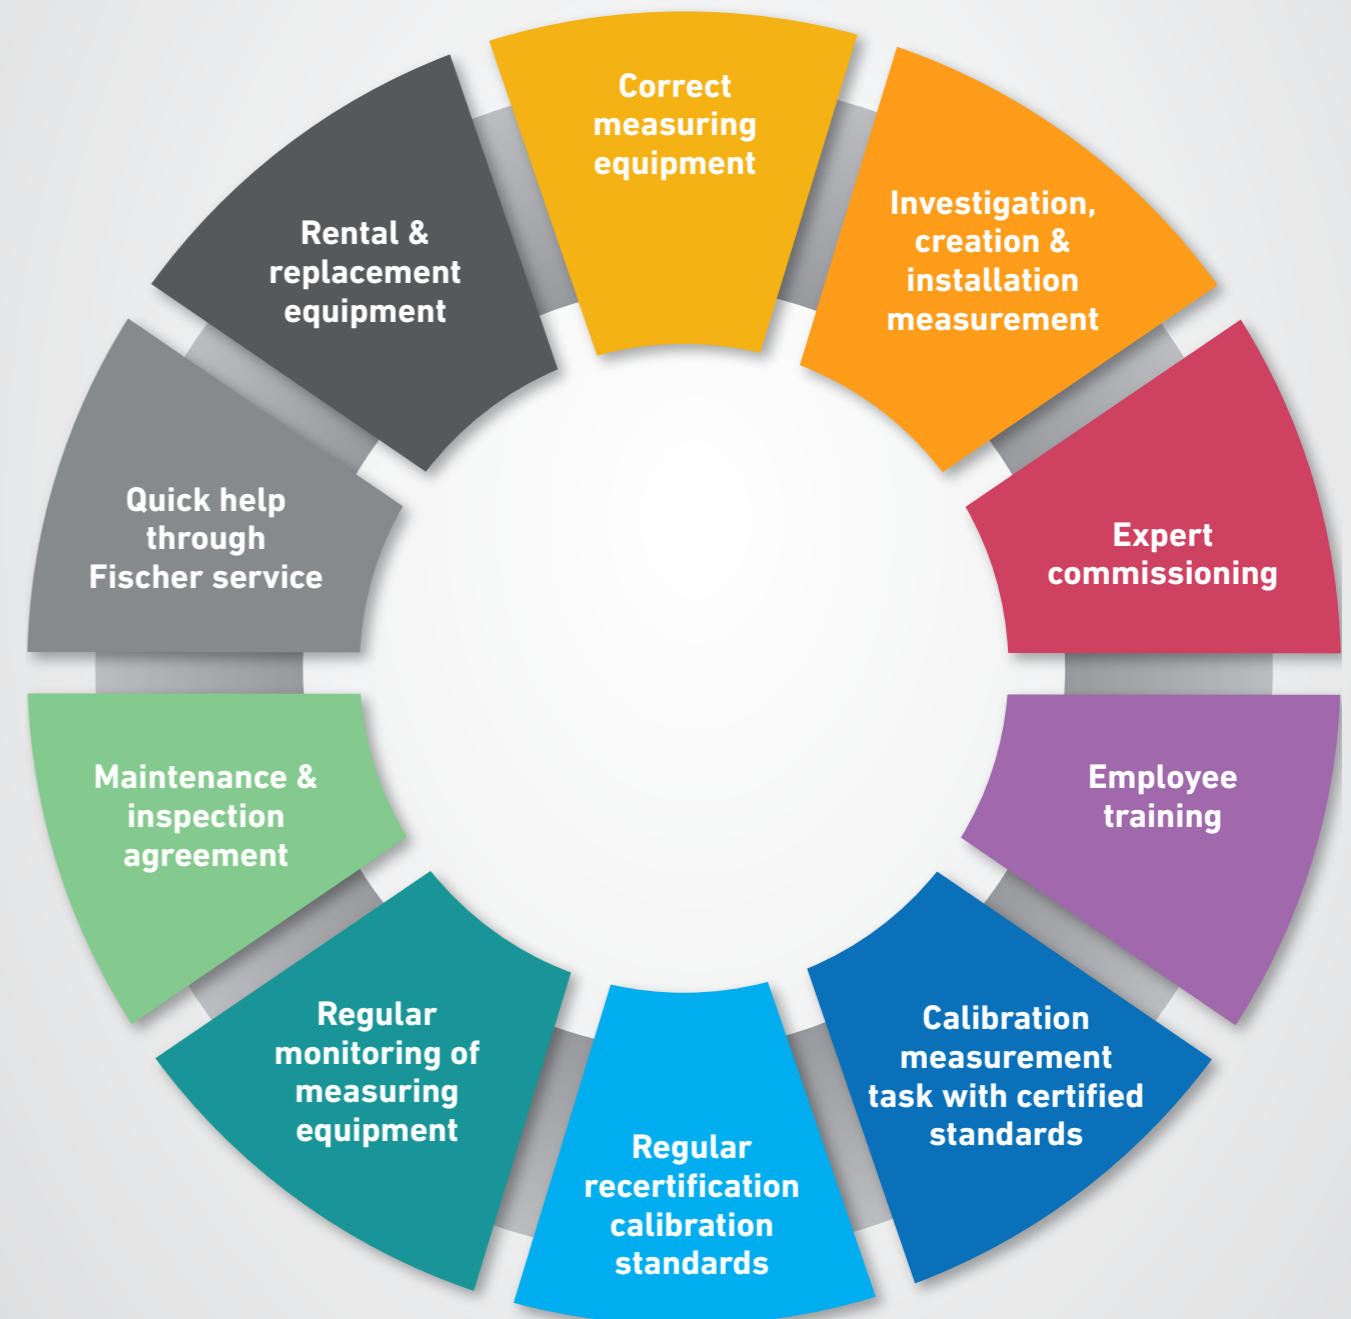 Correct
measuring
equipment
Investigation,
creation &
installation
measurement
Expert
commissioning
Employee
training
Calibration
measurement
task with certified
standards
Regular
recertification
calibration
standards
Regular
monitoring of
measuring
equipment
Maintenance &
inspection
agreement
Quick help
through
Fischer service
Rental &
replacement
equipment